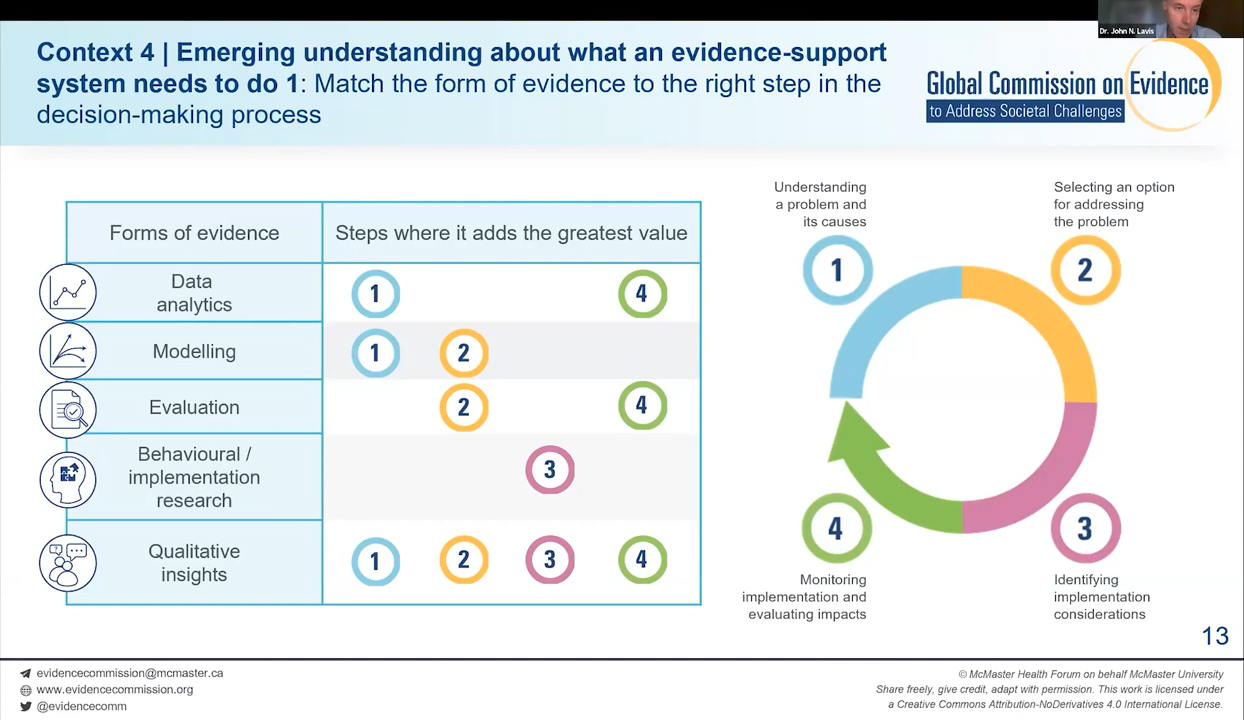 Dr. John N. Lavis
Context 4 | Emerging understanding about what an evidence-support
system needs to do 1: Match the form of evidence to the right step in the
decision-making process
Global Commission on Evidence
to Address Societal Challenges
Forms of evidence
Steps where it adds the greatest value
Data
analytics
1
4
Modelling
1
2
Evaluation
2
4
Behavioural /
implementation
research
3
Qualitative
insights
1
2
3
4
Understanding
a problem and
its causes
1
Selecting an option
for addressing
the problem
2
3
Identifying
implementation
considerations
4
Monitoring
implementation and
evaluating impacts
13
evidencecommission@mcmaster.ca
www.evidencecommission.org
@evidencecomm
© McMaster Health Forum on behalf McMaster University
Share freely, give credit, adapt with permission. This work is licensed under
a Creative Commons Attribution-NoDerivatives 4.0 International License.